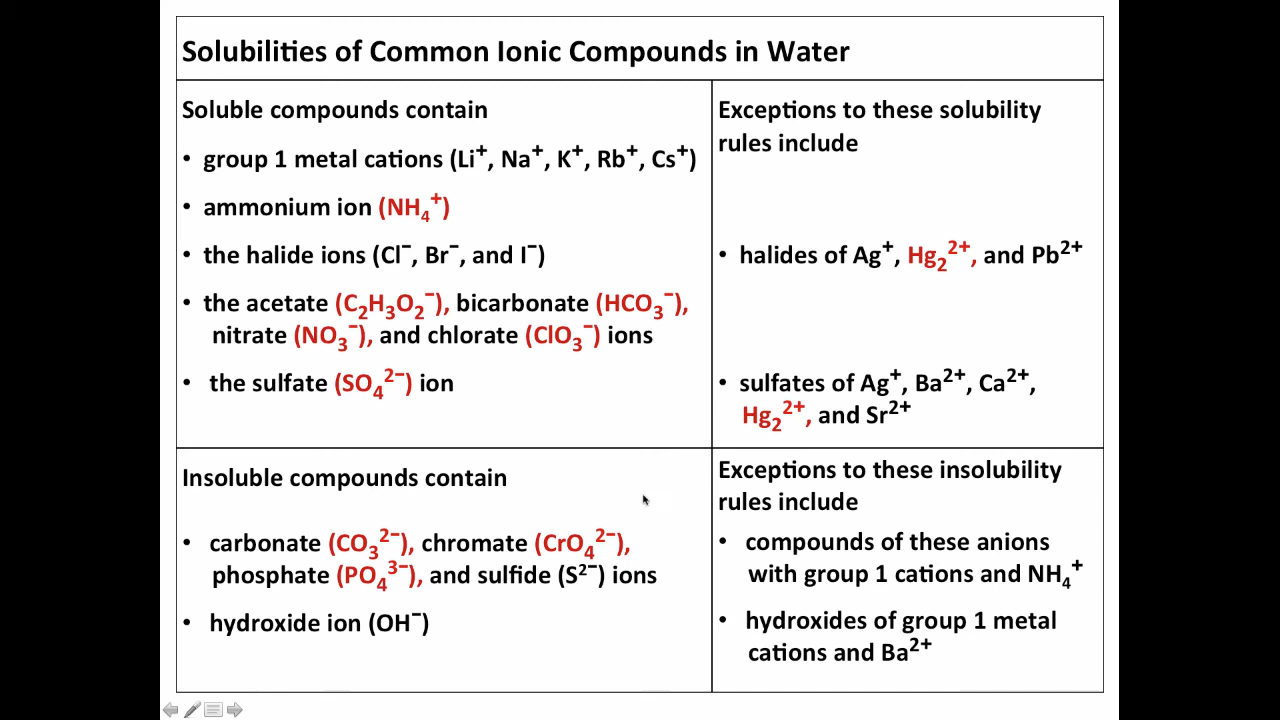 Solubilities of Common Ionic Compounds in Water
Soluble compounds contain
• group 1 metal cations (Li⁺, Na⁺, K⁺, Rb⁺, Cs⁺)
• ammonium ion (NH₄⁺)
• the halide ions (Cl⁻, Br⁻, and I⁻)
• the acetate (C₂H₃O₂⁻), bicarbonate (HCO₃⁻),
nitrate (NO₃⁻), and chlorate (ClO₃⁻) ions
• the sulfate (SO₄²⁻) ion
Exceptions to these solubility
rules include
• halides of Ag⁺, Hg₂²⁺, and Pb²⁺
• sulfates of Ag⁺, Ba²⁺, Ca²⁺,
Hg₂²⁺, and Sr²⁺
Insoluble compounds contain
• carbonate (CO₃²⁻), chromate (CrO₄²⁻),
phosphate (PO₄³⁻), and sulfide (S²⁻) ions
• hydroxide ion (OH⁻)
Exceptions to these insolubility
rules include
• compounds of these anions
with group 1 cations and NH₄⁺
• hydroxides of group 1 metal
cations and Ba²⁺